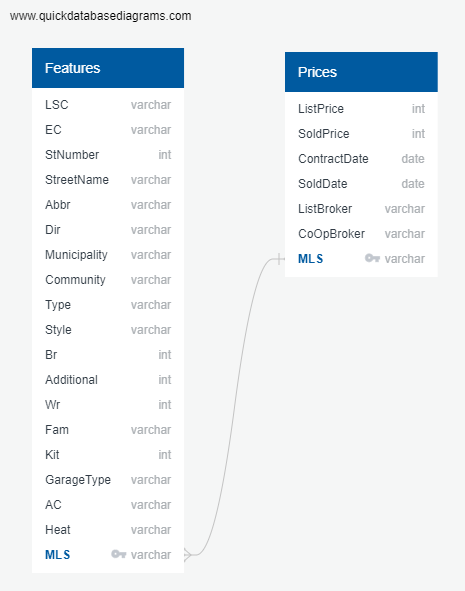 www.quickdatabasediagrams.com
Features
LSC varchar
EC varchar
StNumber int
StreetName varchar
Abbr varchar
Dir varchar
Municipality varchar
Community varchar
Type varchar
Style varchar
Br int
Additional int
Wr int
Fam varchar
Kit int
GarageType varchar
AC varchar
Heat varchar
MLS varchar
Prices
ListPrice int
SoldPrice int
ContractDate date
SoldDate date
ListBroker varchar
CoOpBroker varchar
MLS varchar